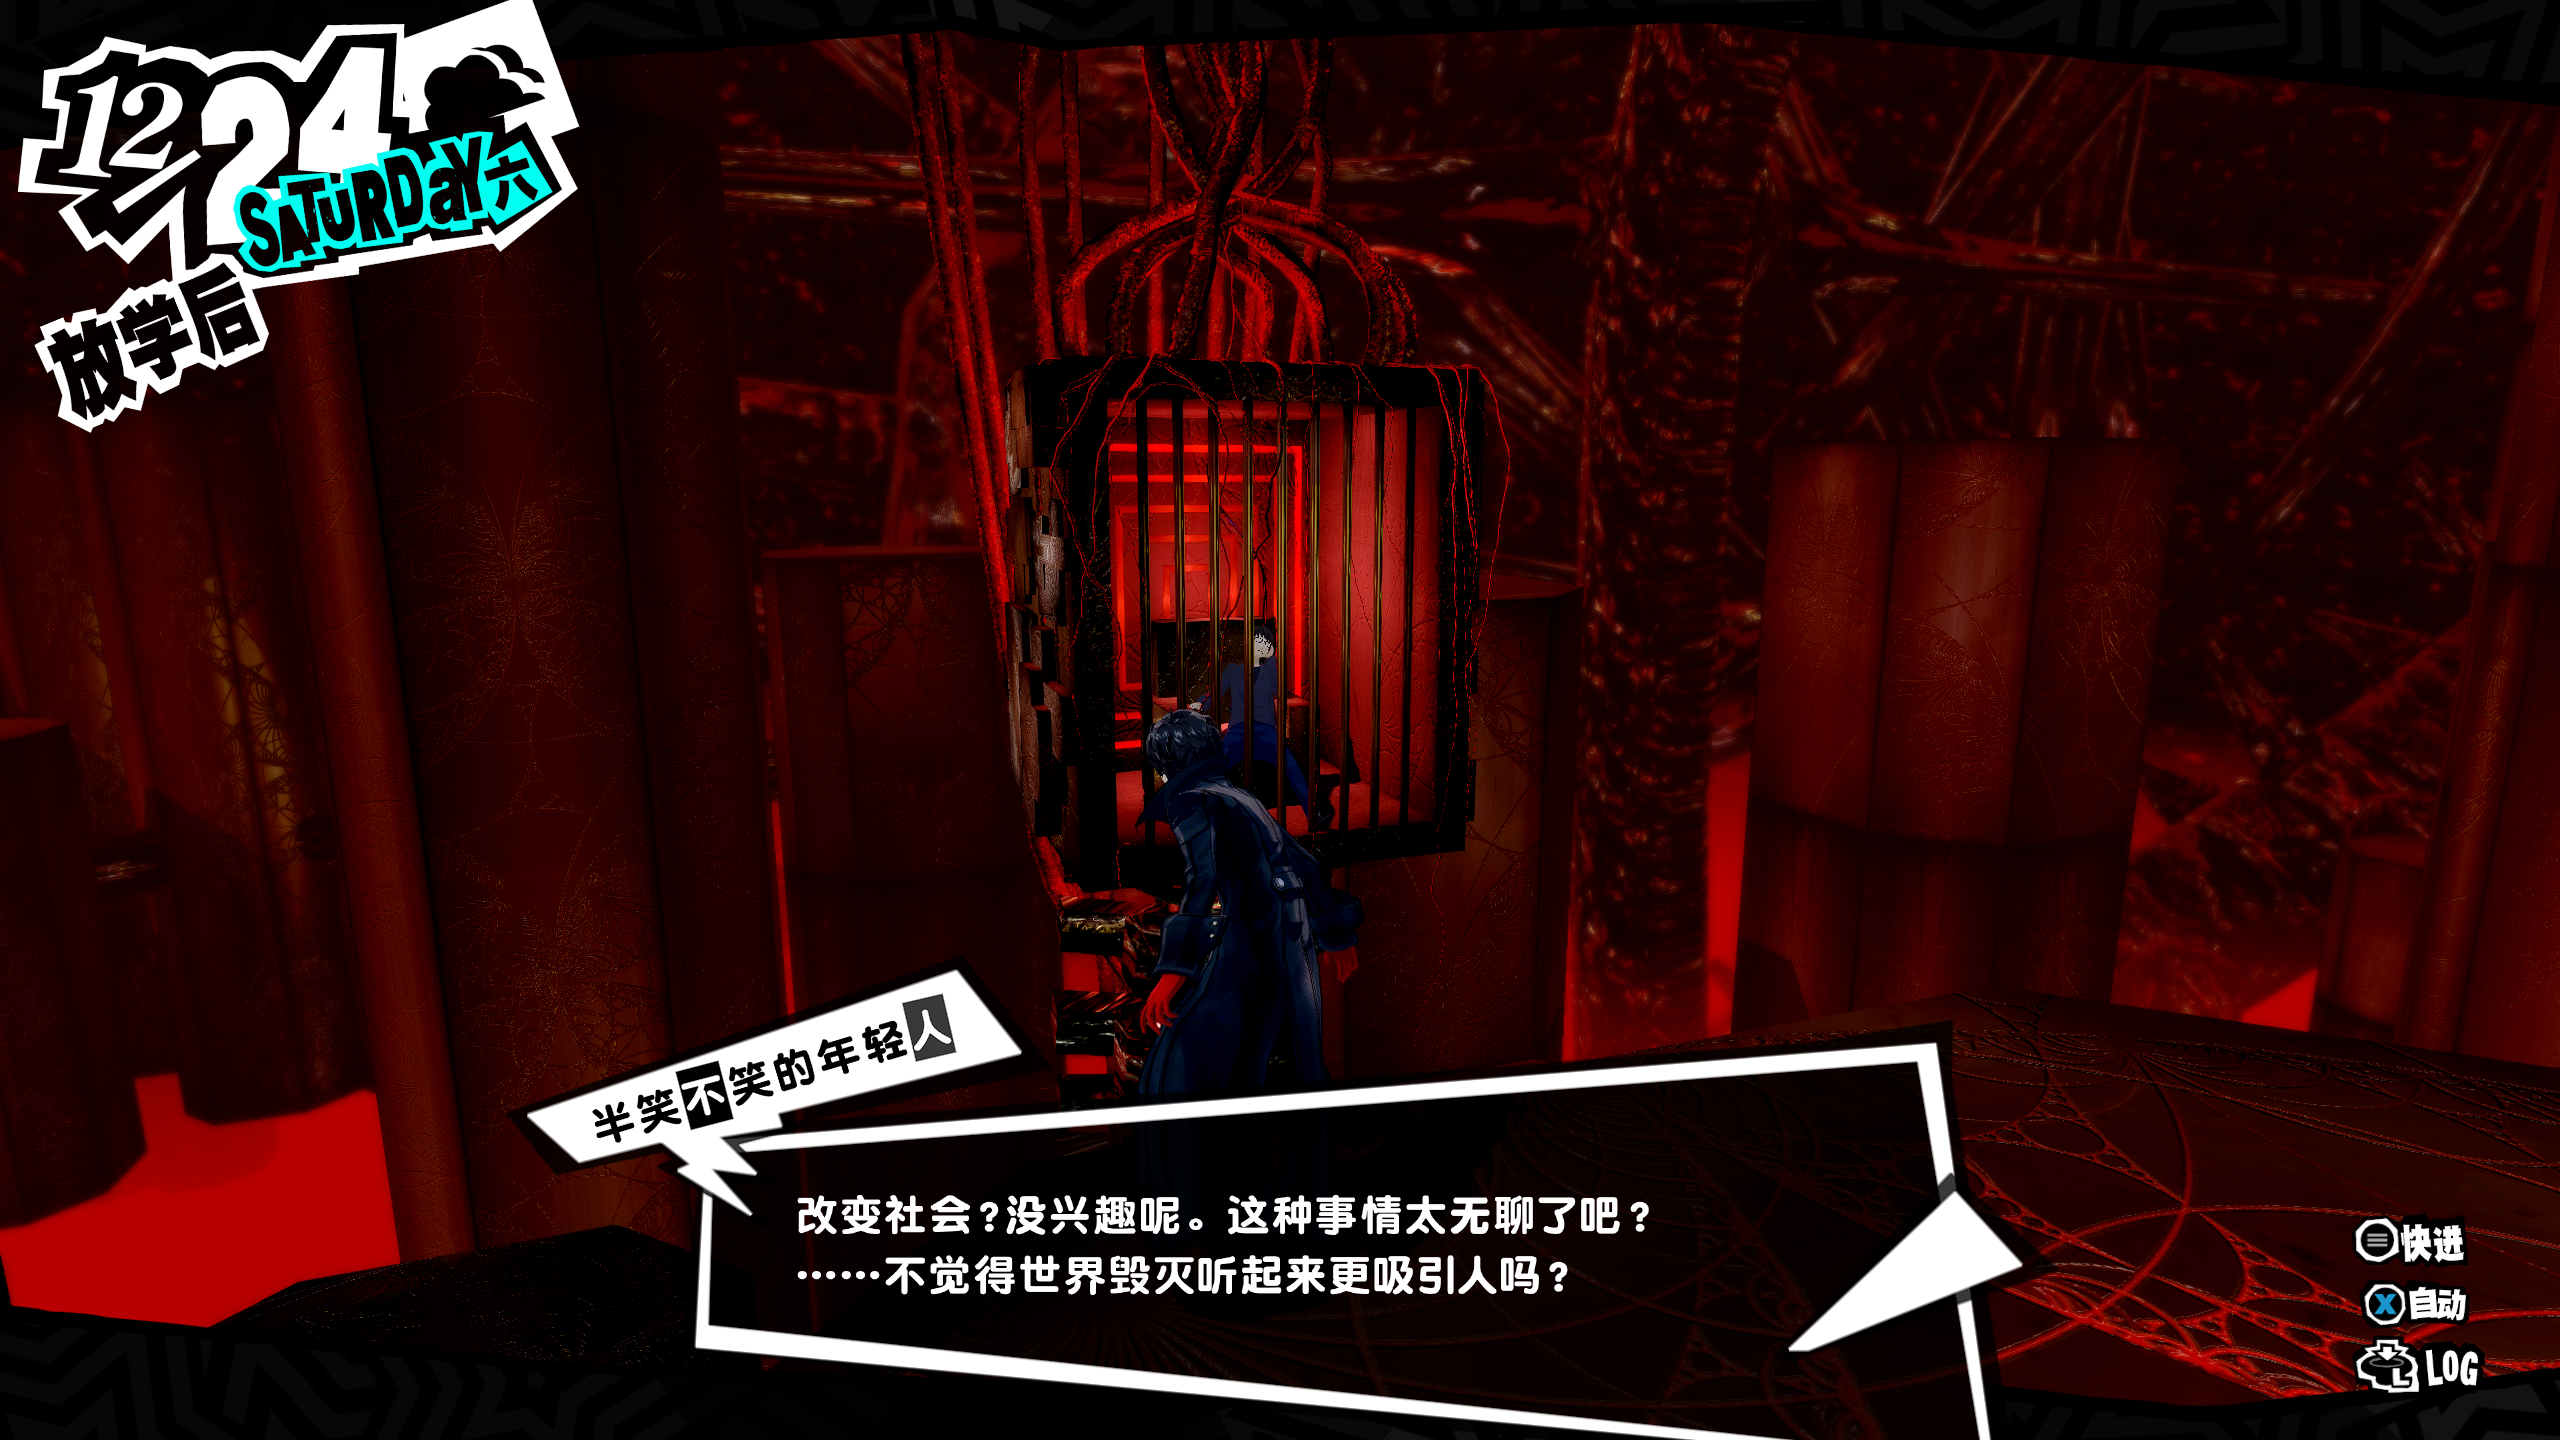 12/24
SATURDAY六
放学后
半笑不笑的年轻人
改变社会?没兴趣呢。这种事情太无聊了吧?
……不觉得世界毁灭听起来更吸引人吗?
快进
X自动
L LOG